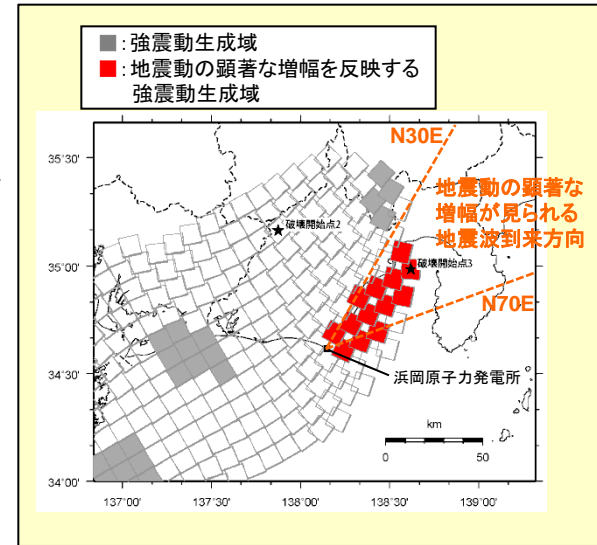 ■：強震動生成域
■：地震動の顕著な増幅を反映する
強震動生成域
N30E
35°30'
地震動の顕著な
増幅が見られる
地震波到来方向
★破壊開始点2
35°00'
★破壊開始点3
N70E
34°30'
浜岡原子力発電所
km
0 50
34°00'
137°00' 137°30' 138°00' 138°30' 139°00'